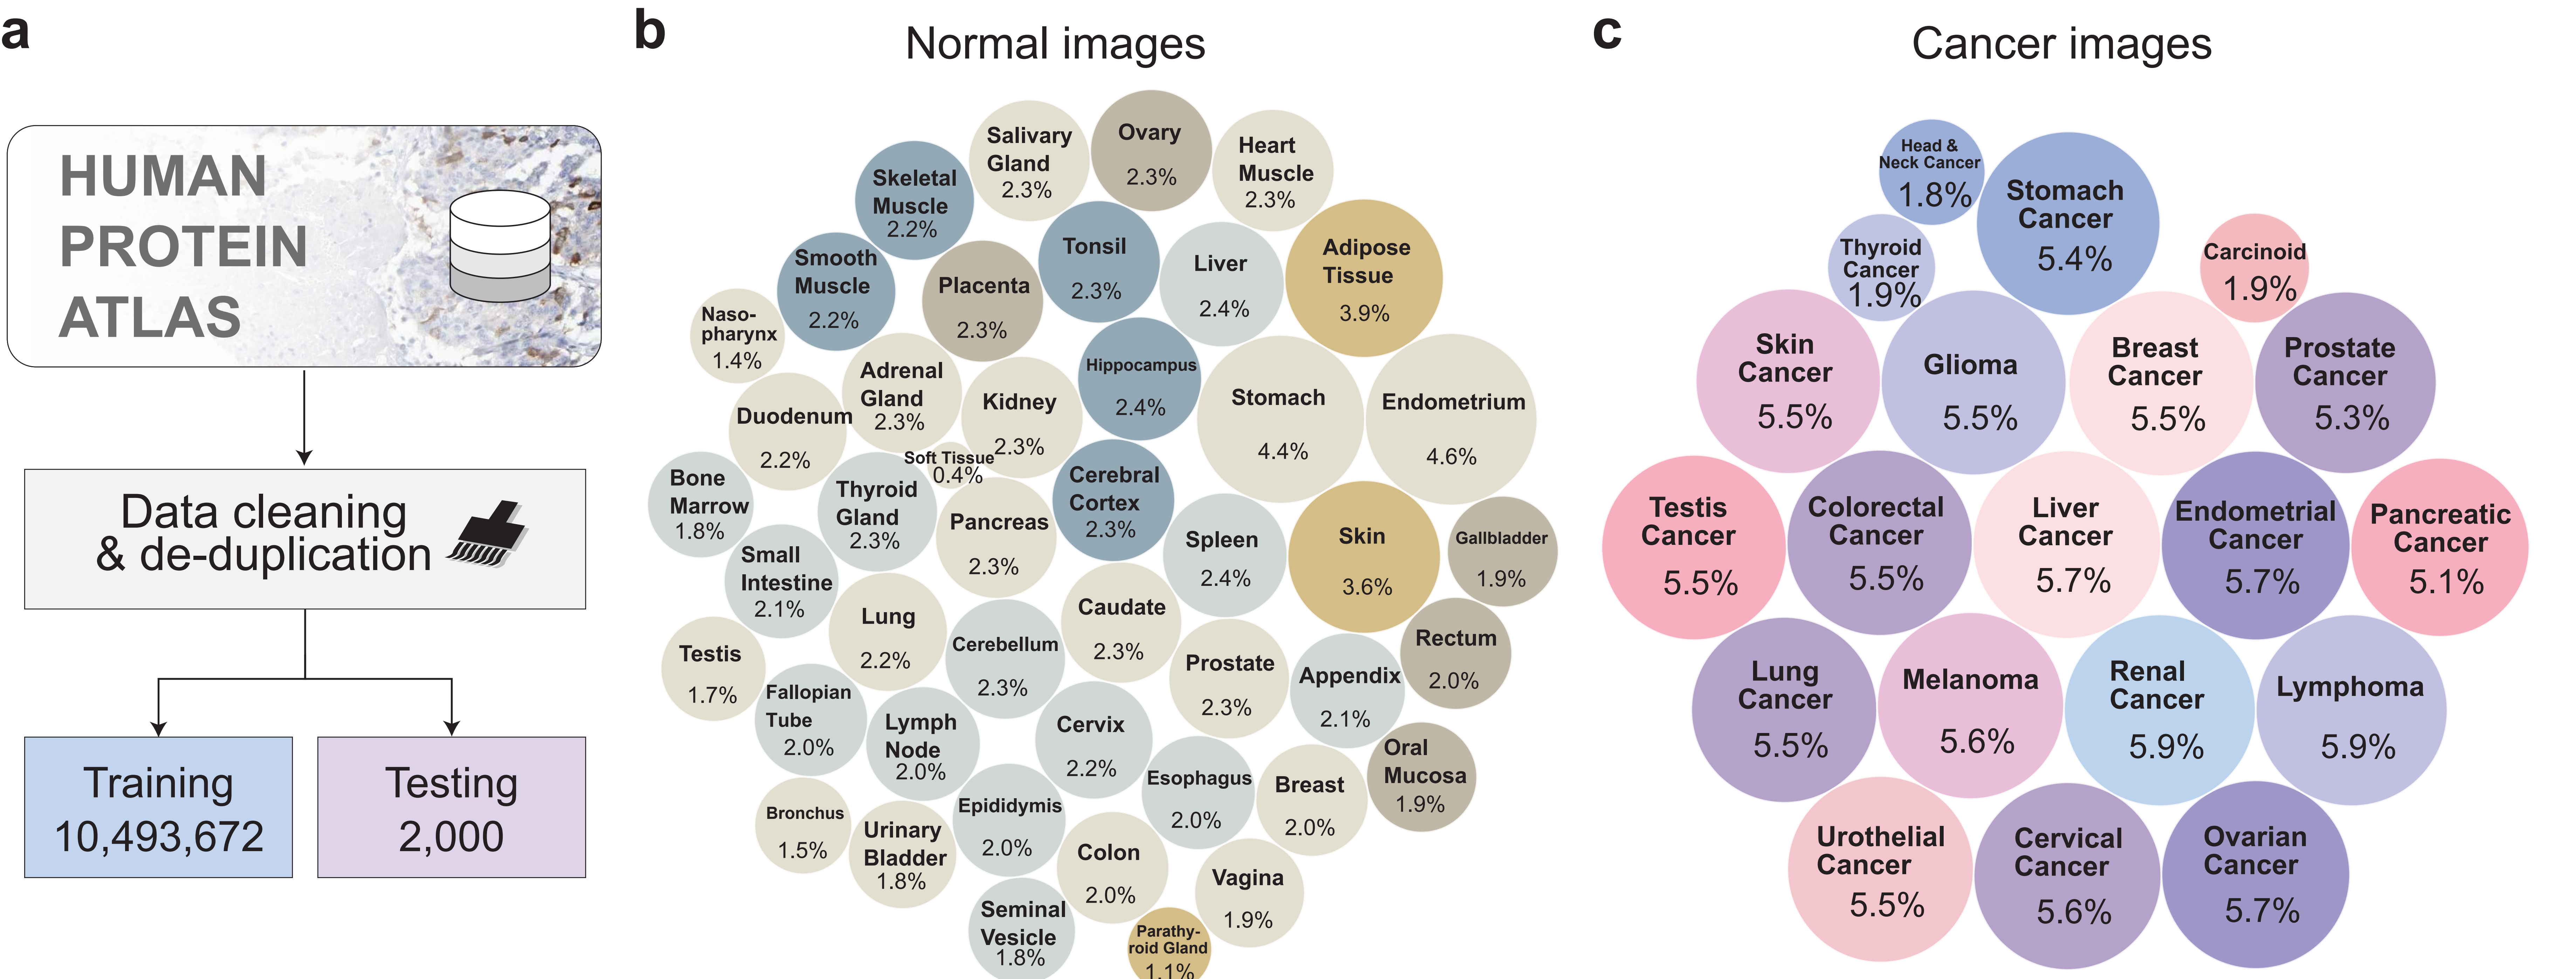 a
HUMAN
PROTEIN
ATLAS
Data cleaning
& de-duplication
Training
10,493,672
Testing
2,000
b
Normal images
Salivary
Gland
2.3%
Ovary
2.3%
Heart
Muscle
2.3%
Skeletal
Muscle
2.2%
Smooth
Muscle
2.2%
Placenta
2.3%
Tonsil
2.3%
Liver
2.4%
Adipose
Tissue
3.9%
Naso-
pharynx
1.4%
Adrenal
Gland
2.3%
Kidney
2.3%
Hippocampus
2.4%
Stomach
4.4%
Endometrium
4.6%
Duodenum
2.2%
Soft Tissue
0.4%
Bone
Marrow
1.8%
Thyroid
Gland
2.3%
Pancreas
2.3%
Cerebral
Cortex
2.3%
Spleen
2.4%
Skin
3.6%
Gallbladder
1.9%
Small
Intestine
2.1%
Lung
2.2%
Cerebellum
2.3%
Caudate
2.3%
Prostate
2.3%
Appendix
2.1%
Rectum
2.0%
Testis
1.7%
Fallopian
Tube
2.0%
Lymph
Node
2.0%
Cervix
2.2%
Esophagus
2.0%
Breast
2.0%
Oral
Mucosa
1.9%
Bronchus
1.5%
Urinary
Bladder
1.8%
Epididymis
2.0%
Colon
2.0%
Vagina
1.9%
Seminal
Vesicle
1.8%
Parathy-
roid Gland
1.1%
c
Cancer images
Head &
Neck Cancer
1.8%
Stomach
Cancer
5.4%
Thyroid
Cancer
1.9%
Carcinoid
1.9%
Skin
Cancer
5.5%
Glioma
5.5%
Breast
Cancer
5.5%
Prostate
Cancer
5.3%
Testis
Cancer
5.5%
Colorectal
Cancer
5.5%
Liver
Cancer
5.7%
Endometrial
Cancer
5.7%
Pancreatic
Cancer
5.1%
Lung
Cancer
5.5%
Melanoma
5.6%
Renal
Cancer
5.9%
Lymphoma
5.9%
Urothelial
Cancer
5.5%
Cervical
Cancer
5.6%
Ovarian
Cancer
5.7%